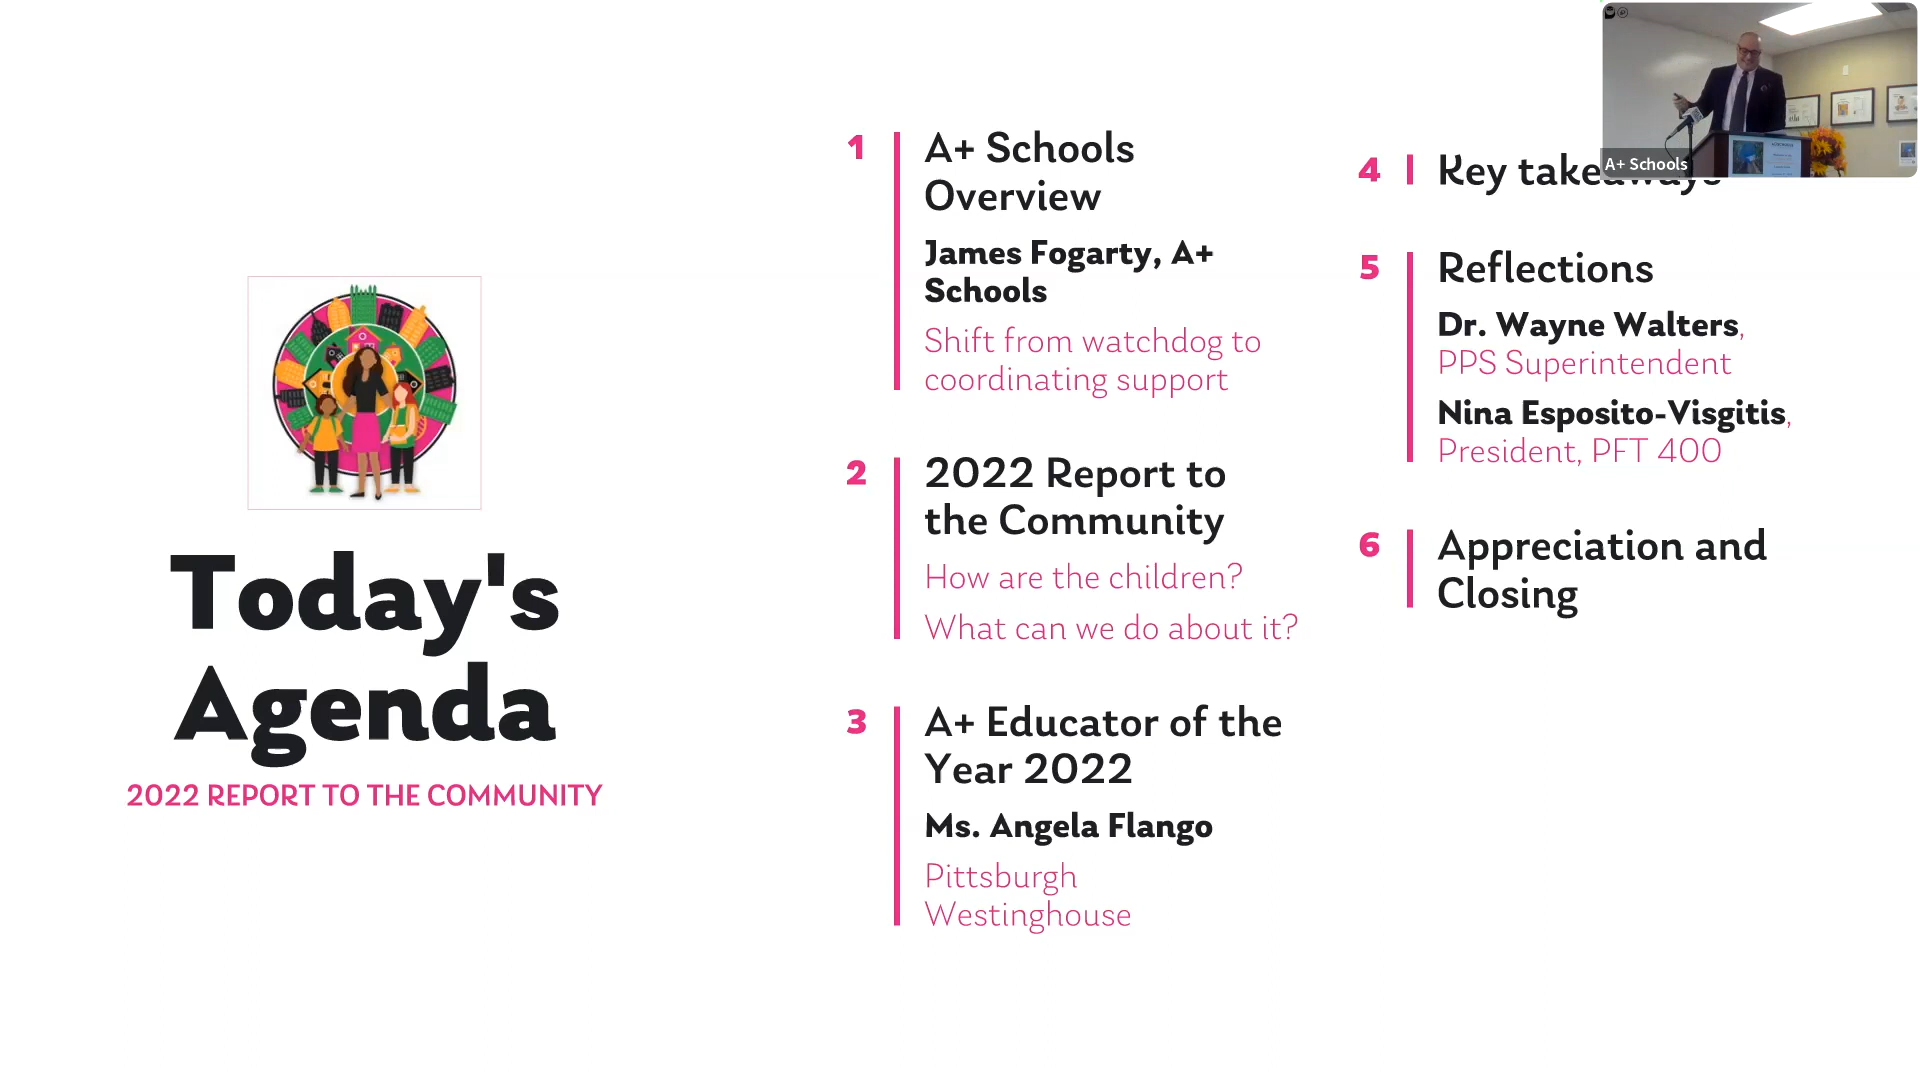 Today's
Agenda
2022 REPORT TO THE COMMUNITY
1
A+ Schools
Overview
James Fogarty, A+
Schools
Shift from watchdog to
coordinating support
2
2022 Report to
the Community
How are the children?
What can we do about it?
3
A+ Educator of the
Year 2022
Ms. Angela Flango
Pittsburgh
Westinghouse
4
Key takeaways
5
Reflections
Dr. Wayne Walters,
PPS Superintendent
Nina Esposito-Visgitis,
President, PFT 400
6
Appreciation and
Closing
A+ Schools